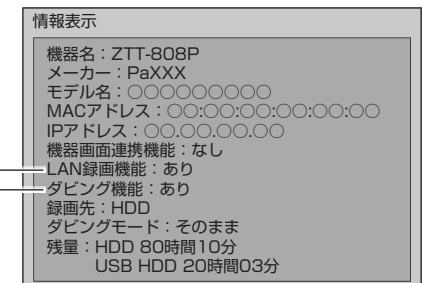 情報表示
機器名：ZTT-808P
メーカー：PaXXX
モデル名：○○○○○○○○○
MACアドレス：○○:○○:○○:○○:○○:○○
IPアドレス：○○.○○.○○.○○
機器画面連携機能：なし
LAN録画機能：あり
ダビング機能：あり
録画先：HDD
ダビングモード：そのまま
残量：HDD 80時間10分
USB HDD 20時間03分